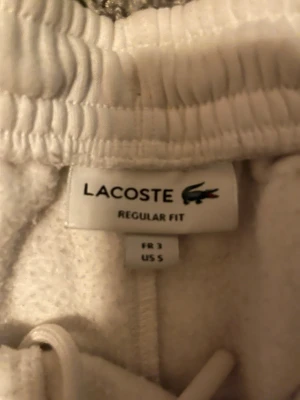 LACOSTE
REGULAR FIT
FR 3
US S